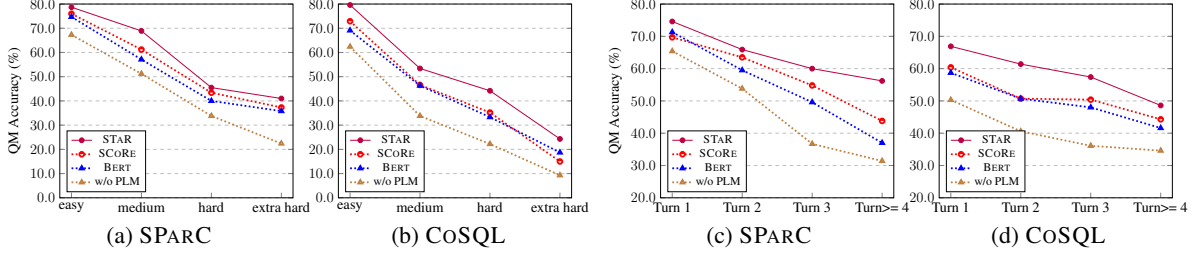 QM Accuracy (%)
80.0
70.0
60.0
50.0
40.0
30.0
20.0
10.0
0.0
STAR
SCORE
BERT
w/o PLM
easy medium hard extra hard
(a) SPARC
80.0
70.0
60.0
50.0
40.0
30.0
20.0
10.0
0.0
STAR
SCORE
BERT
w/o PLM
easy medium hard extra hard
(b) COSQL
QM Accuracy (%)
80.0
70.0
60.0
50.0
40.0
30.0
20.0
STAR
SCORE
BERT
w/o PLM
Turn 1 Turn 2 Turn 3 Turn>= 4
(c) SPARC
80.0
70.0
60.0
50.0
40.0
30.0
20.0
STAR
SCORE
BERT
w/o PLM
Turn 1 Turn 2 Turn 3 Turn>= 4
(d) COSQL